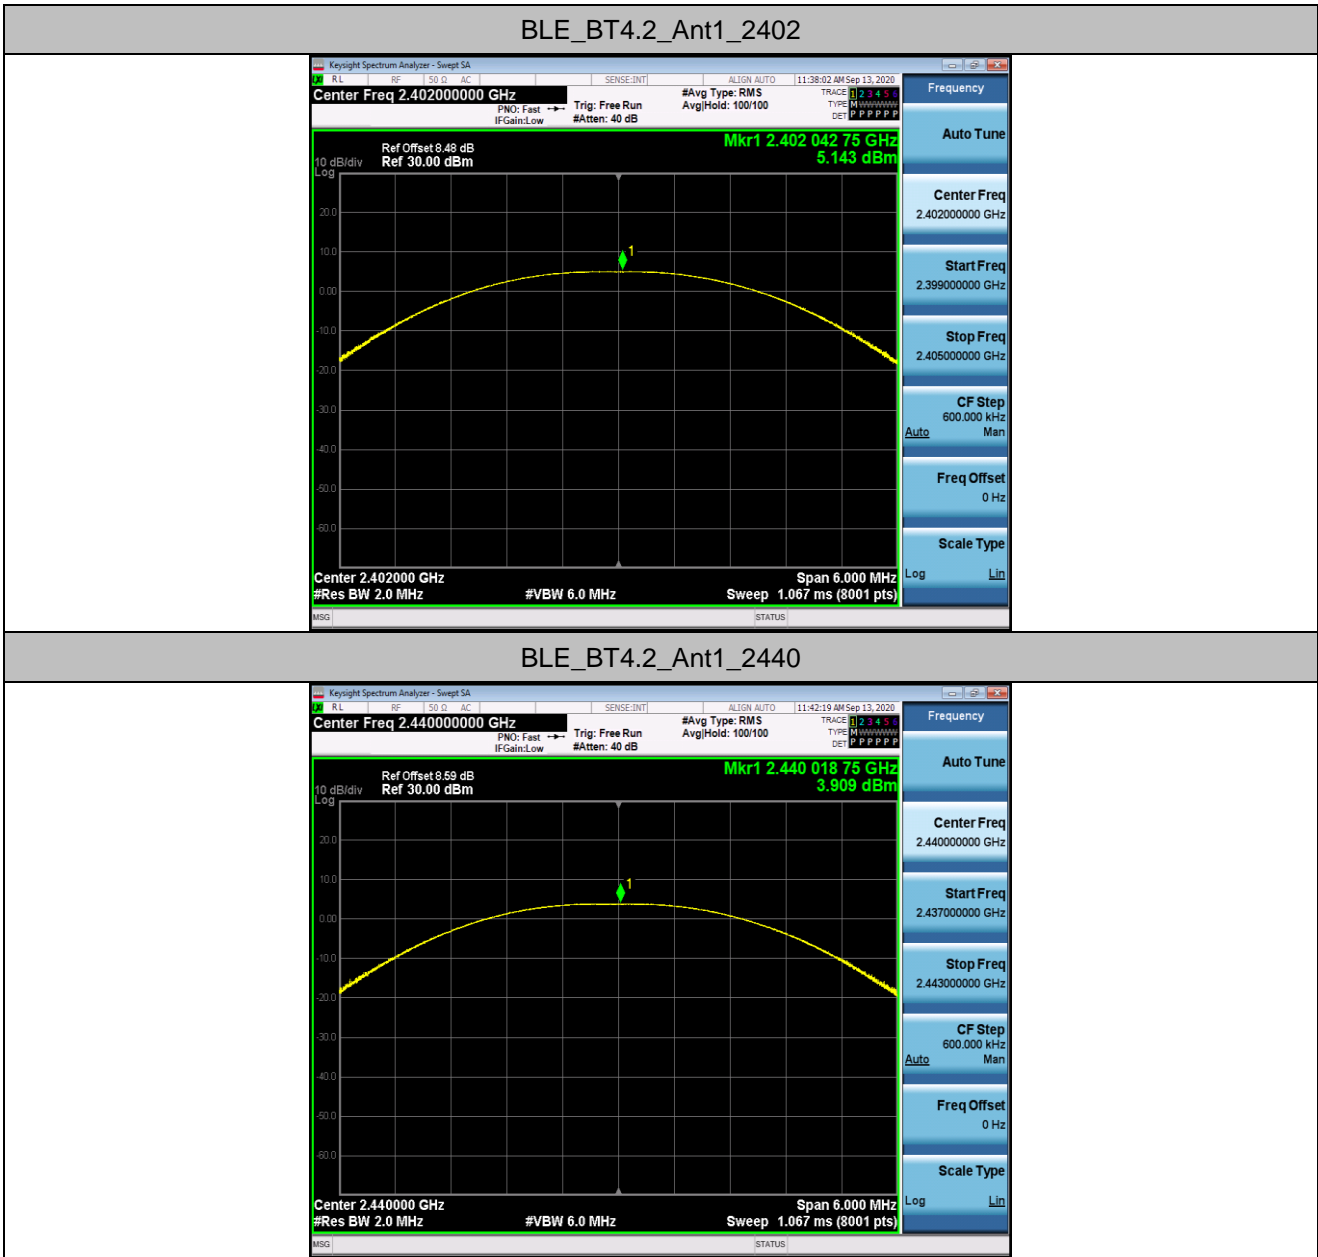 BLE_BT4.2_Ant1_2402
Keysight Spectrum Analyzer - Swept SA
RL RF 50 Ω AC SENSE:INT ALIGN AUTO 11:38:02 AM Sep 13, 2020
Center Freq 2.402000000 GHz
PNO: Fast
IFGain:Low
Trig: Free Run
#Atten: 40 dB
#Avg Type: RMS
Avg|Hold: 100/100
TRACE 1 2 3 4 5 6
TYPE M WWWWW
DET P P P P P P
Frequency
Auto Tune
Center Freq
2.402000000 GHz
Start Freq
2.399000000 GHz
Stop Freq
2.405000000 GHz
CF Step
600.000 kHz
Auto Man
Freq Offset
0 Hz
Scale Type
Log Lin
Mkr1 2.402 042 75 GHz
5.143 dBm
Ref Offset 8.48 dB
10 dB/div Ref 30.00 dBm
Log
20.0
10.0
0.00
-10.0
-20.0
-30.0
-40.0
-50.0
-60.0
1
Center 2.402000 GHz Span 6.000 MHz
#Res BW 2.0 MHz #VBW 6.0 MHz Sweep 1.067 ms (8001 pts)
MSG STATUS
BLE_BT4.2_Ant1_2440
Keysight Spectrum Analyzer - Swept SA
RL RF 50 Ω AC SENSE:INT ALIGN AUTO 11:42:19 AM Sep 13, 2020
Center Freq 2.440000000 GHz
PNO: Fast
IFGain:Low
Trig: Free Run
#Atten: 40 dB
#Avg Type: RMS
Avg|Hold: 100/100
TRACE 1 2 3 4 5 6
TYPE M WWWWW
DET P P P P P P
Frequency
Auto Tune
Center Freq
2.440000000 GHz
Start Freq
2.437000000 GHz
Stop Freq
2.443000000 GHz
CF Step
600.000 kHz
Auto Man
Freq Offset
0 Hz
Scale Type
Log Lin
Mkr1 2.440 018 75 GHz
3.909 dBm
Ref Offset 8.59 dB
10 dB/div Ref 30.00 dBm
Log
20.0
10.0
0.00
-10.0
-20.0
-30.0
-40.0
-50.0
-60.0
1
Center 2.440000 GHz Span 6.000 MHz
#Res BW 2.0 MHz #VBW 6.0 MHz Sweep 1.067 ms (8001 pts)
MSG STATUS